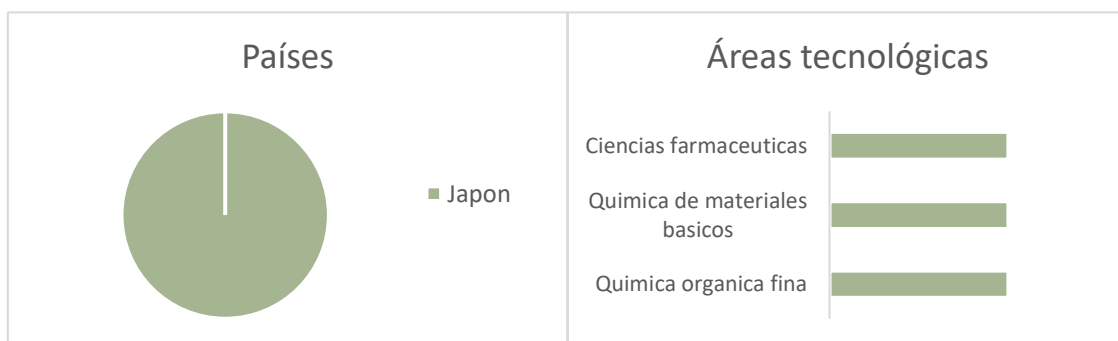 Países
Japon
Áreas tecnológicas
Ciencias farmaceuticas
Quimica de materiales
basicos
Quimica organica fina